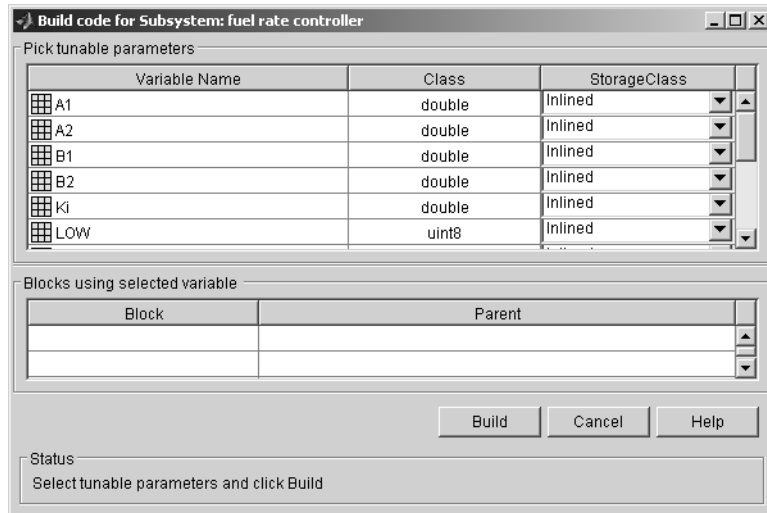 Build code for Subsystem: fuel rate controller
Pick tunable parameters
Variable Name Class StorageClass
A1 double Inlined
A2 double Inlined
B1 double Inlined
B2 double Inlined
Ki double Inlined
LOW uint8 Inlined
Blocks using selected variable
Block Parent
Build Cancel Help
Status
Select tunable parameters and click Build